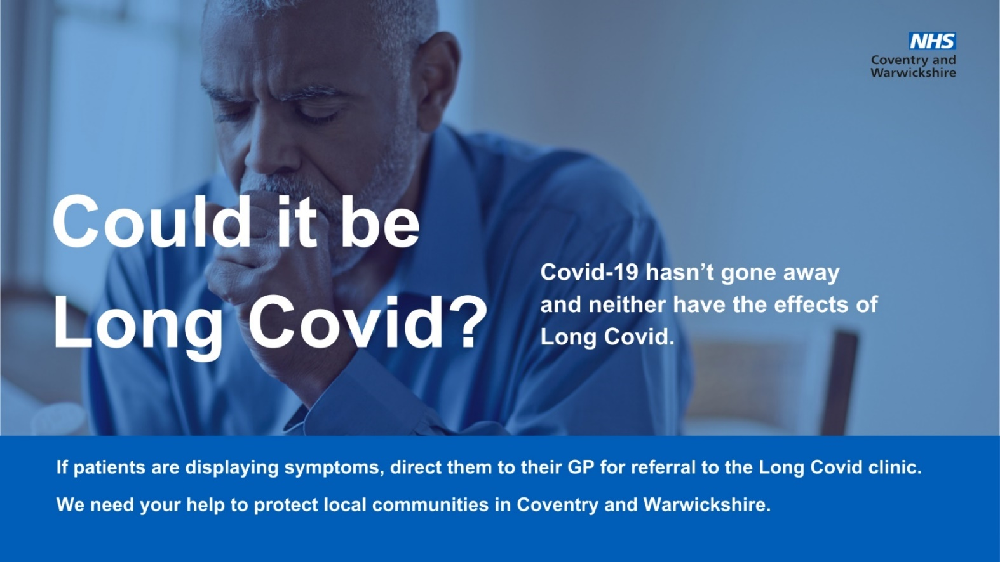 NHS
Coventry and
Warwickshire
Could it be
Long Covid?
Covid-19 hasn’t gone away
and neither have the effects of
Long Covid.
If patients are displaying symptoms, direct them to their GP for referral to the Long Covid clinic.
We need your help to protect local communities in Coventry and Warwickshire.